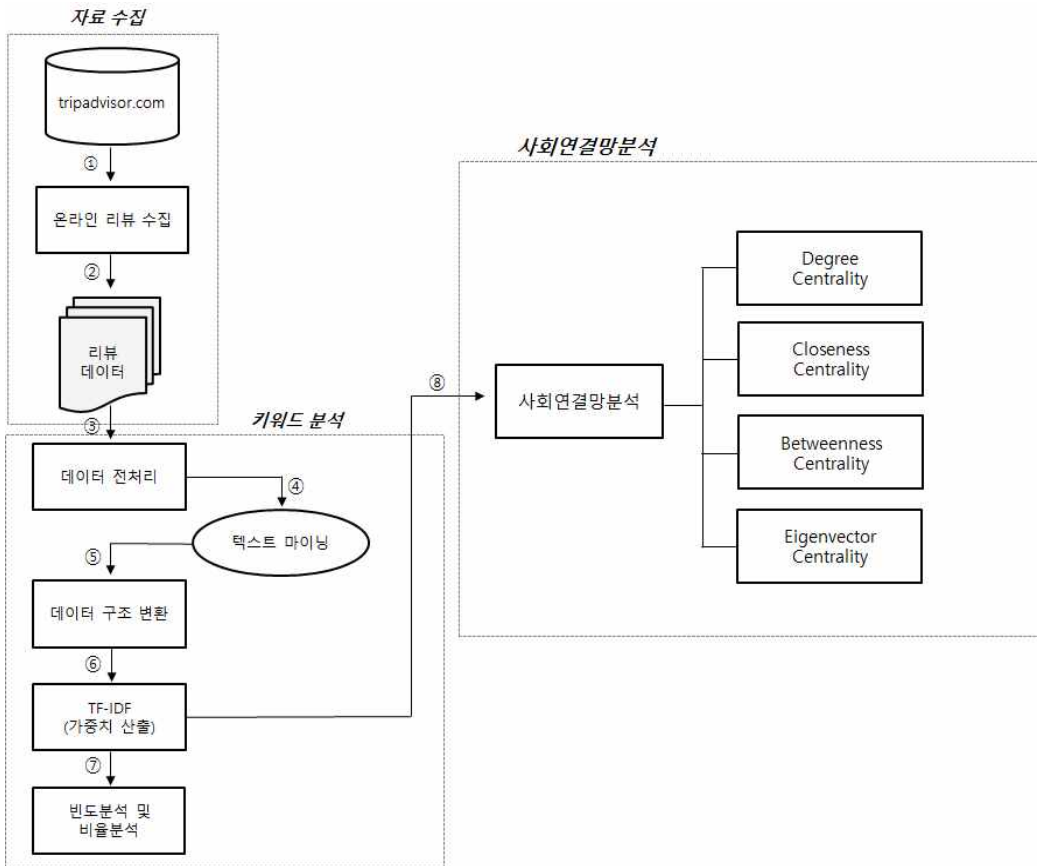 자료 수집
tripadvisor.com
①
온라인 리뷰 수집
②
리뷰
데이터
③
키워드 분석
데이터 전처리
④
텍스트 마이닝
⑤
데이터 구조 변환
⑥
TF-IDF
(가중치 산출)
⑦
빈도분석 및
비율분석
⑧
사회연결망분석
사회연결망분석
Degree
Centrality
Closeness
Centrality
Betweenness
Centrality
Eigenvector
Centrality